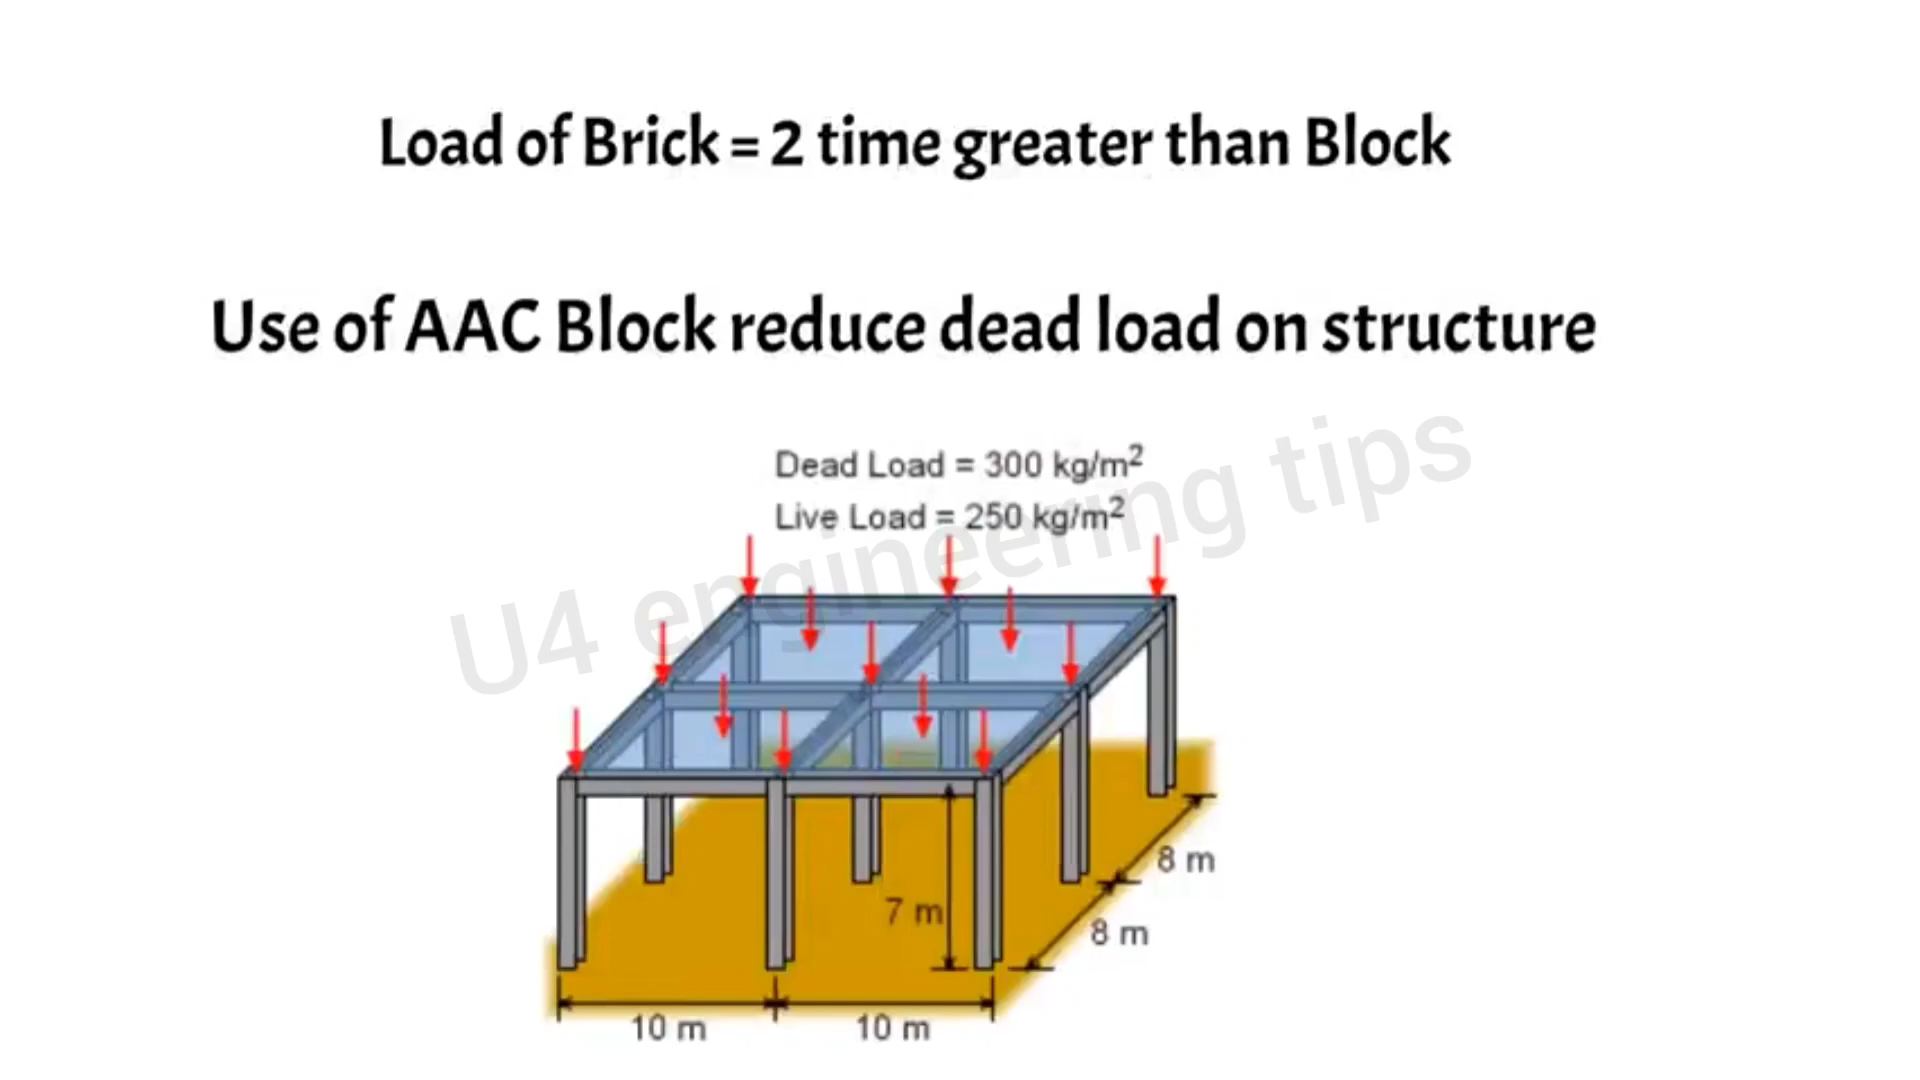 Load of Brick = 2 time greater than Block
Use of AAC Block reduce dead load on structure
Dead Load = 300 kg/m²
Live Load = 250 kg/m²
U4 engineering tips
8 m
7 m
8 m
10 m
10 m